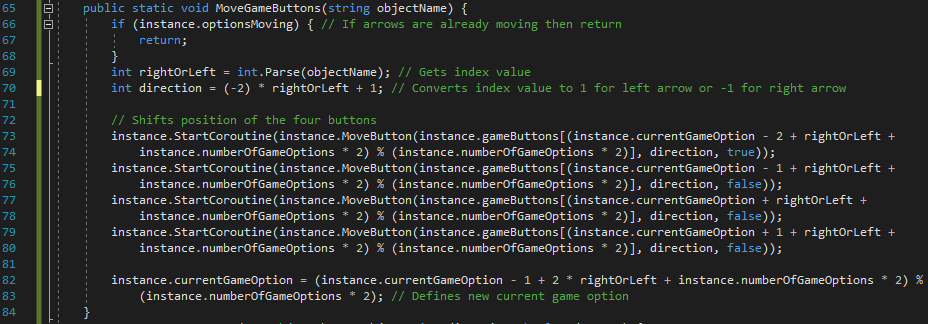 65 public static void MoveGameButtons(string objectName) {
66 if (instance.optionsMoving) { // If arrows are already moving then return
67 return;
68 }
69 int rightOrLeft = int.Parse(objectName); // Gets index value
70 int direction = (-2) * rightOrLeft + 1; // Converts index value to 1 for left arrow or -1 for right arrow
71
72 // Shifts position of the four buttons
73 instance.StartCoroutine(instance.MoveButton(instance.gameButtons[(instance.currentGameOption - 2 + rightOrLeft +
74 instance.numberOfGameOptions * 2) % (instance.numberOfGameOptions * 2)], direction, true));
75 instance.StartCoroutine(instance.MoveButton(instance.gameButtons[(instance.currentGameOption - 1 + rightOrLeft +
76 instance.numberOfGameOptions * 2) % (instance.numberOfGameOptions * 2)], direction, false));
77 instance.StartCoroutine(instance.MoveButton(instance.gameButtons[(instance.currentGameOption + rightOrLeft +
78 instance.numberOfGameOptions * 2) % (instance.numberOfGameOptions * 2)], direction, false));
79 instance.StartCoroutine(instance.MoveButton(instance.gameButtons[(instance.currentGameOption + 1 + rightOrLeft +
80 instance.numberOfGameOptions * 2) % (instance.numberOfGameOptions * 2)], direction, false));
81
82 instance.currentGameOption = (instance.currentGameOption - 1 + 2 * rightOrLeft + instance.numberOfGameOptions * 2) %
83 (instance.numberOfGameOptions * 2); // Defines new current game option
84 }